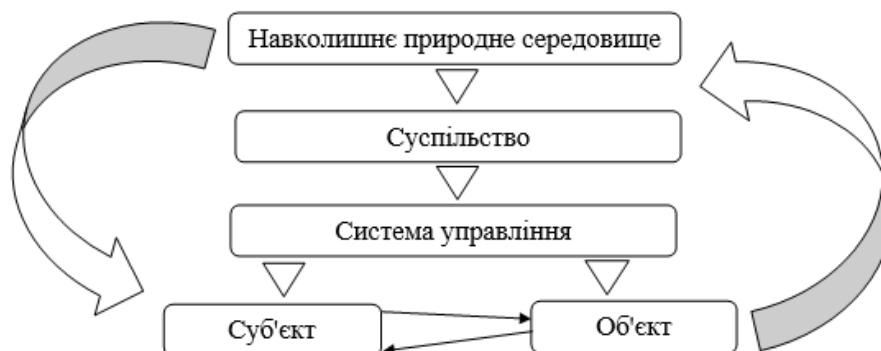 Навколишнє природне середовище
Суспільство
Система управління
Суб'єкт
Об'єкт